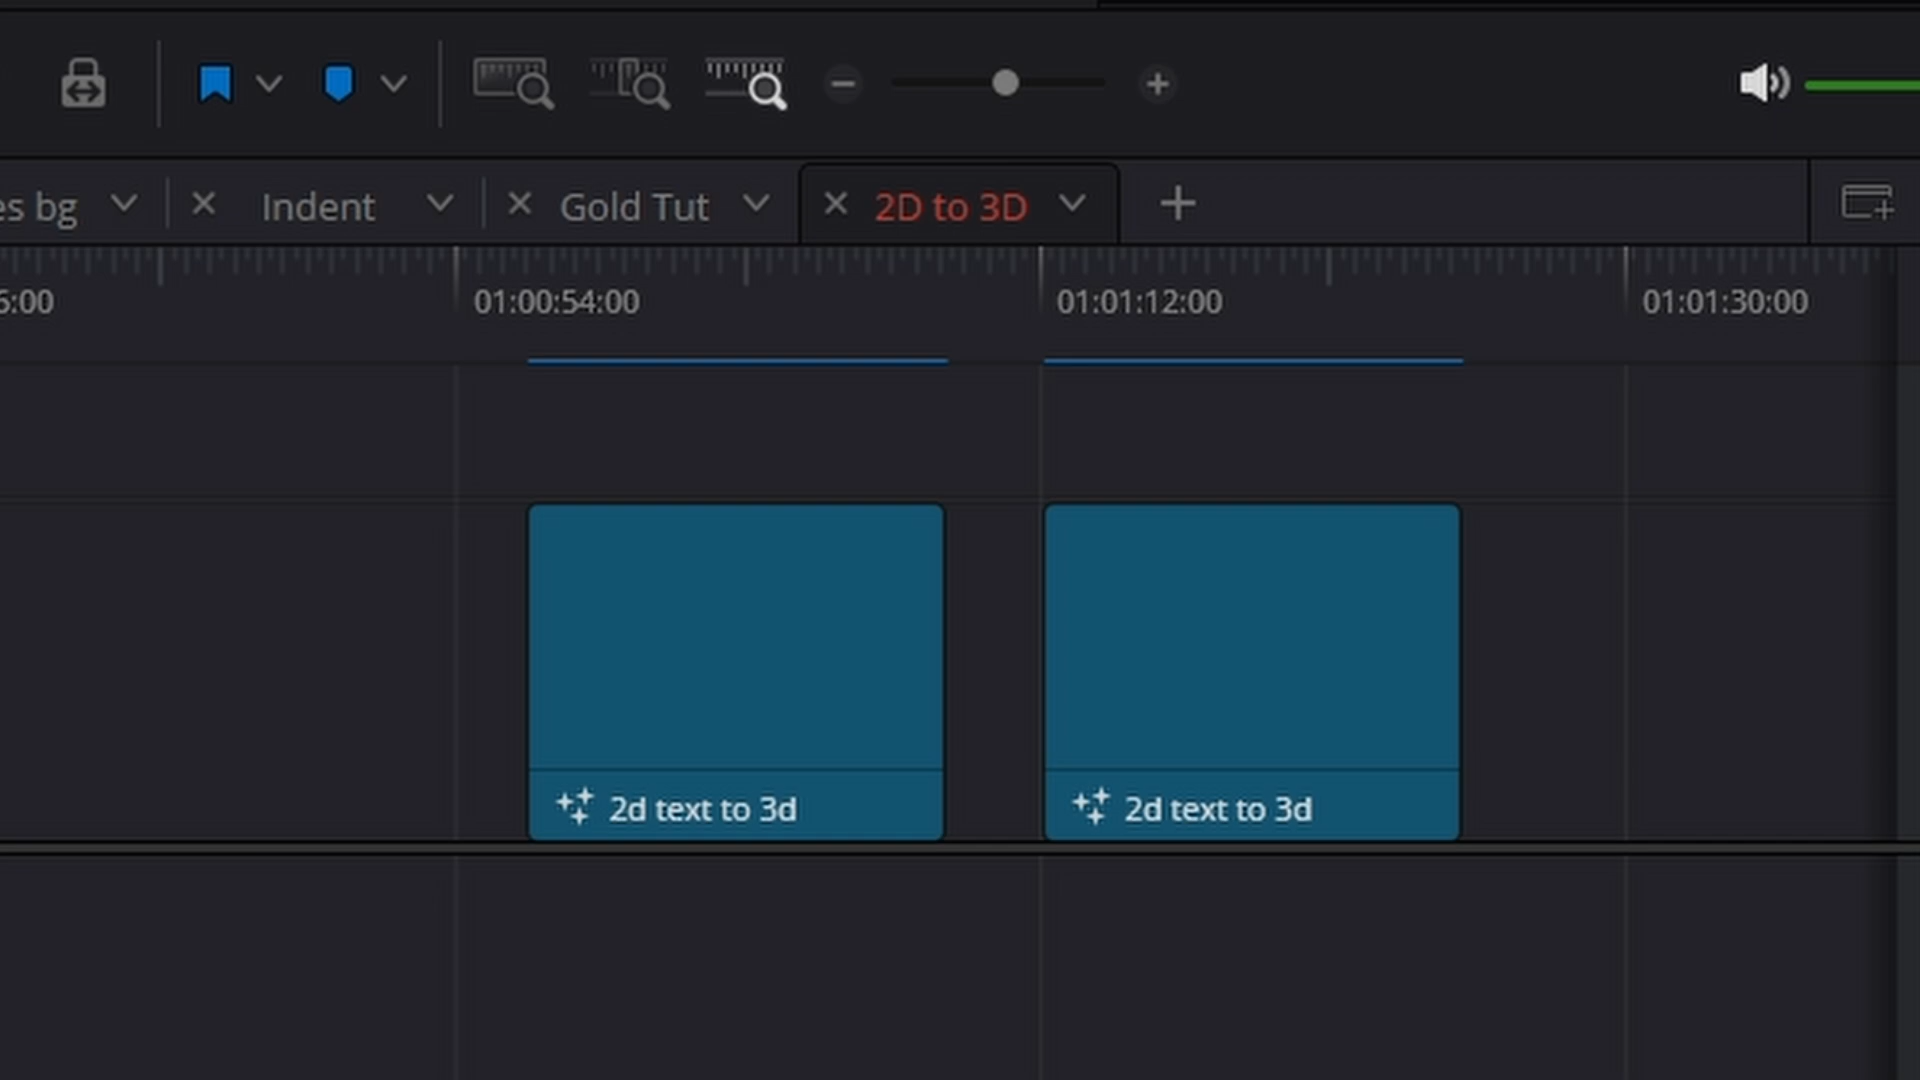 es bg
Indent
Gold Tut
2D to 3D
6:00
01:00:54:00
01:01:12:00
01:01:30:00
2d text to 3d
2d text to 3d